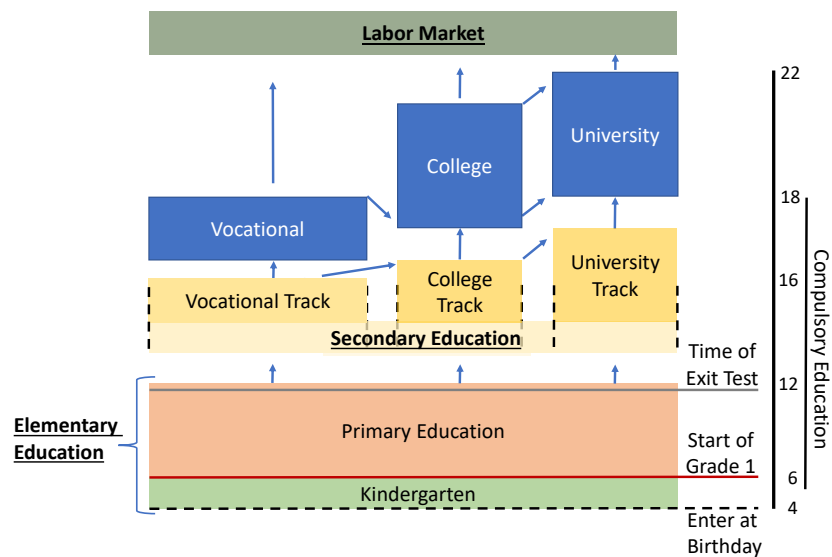 Labor Market
22
University
College
18
Vocational
University
Track
College
Track
16
Vocational Track
Compulsory Education
Secondary Education
Time of
Exit Test
12
Elementary
Education
Primary Education
Start of
Grade 1
6
Kindergarten
4
Enter at
Birthday